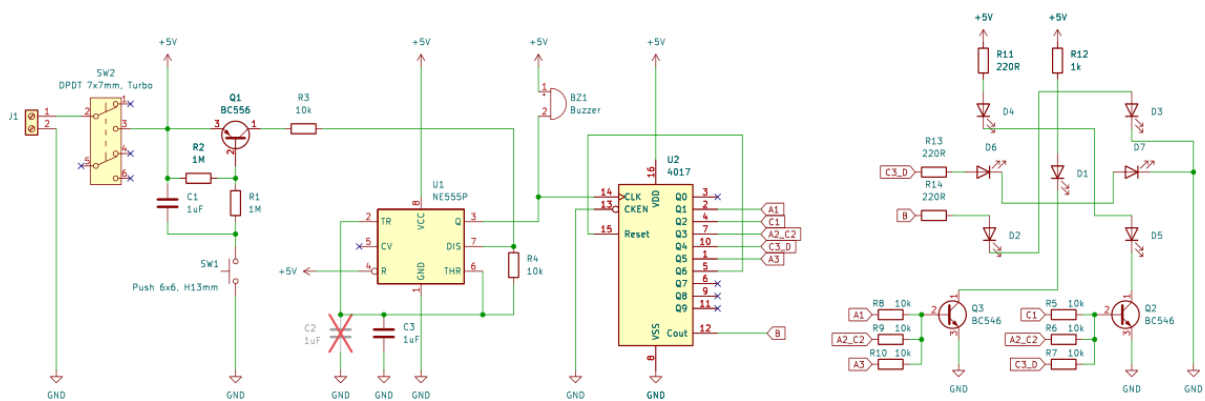 +5V
SW2
DPDT 7x7mm, Turbo
J1
1
2
2
1
3
4
5
6
Q1
BC556
3
1
2
R3
10k
R2
1M
C1
1uF
R1
1M
SW1
Push 6x6, H13mm
GND
GND
+5V
U1
NE555P
2
TR
5
CV
4
R
8
VCC
GND
1
Q
3
DIS
7
THR
6
+5V
C2
1uF
C3
1uF
R4
10k
GND
GND
GND
+5V
1
2
BZ1
Buzzer
+5V
U2
4017
16
VDD
14
CLK
13
CKEN
15
Reset
Q0
3
Q1
2
Q2
4
Q3
7
Q4
10
Q5
1
Q6
5
Q7
6
Q8
9
Q9
11
Cout
12
VSS
8
A1
C1
A2_C2
C3_D
A3
B
GND
GND
+5V
+5V
R11
220R
R12
1k
D4
D3
R13
220R
D6
D7
C3_D
D1
R14
220R
B
D2
D5
R8
10k
A1
R9
10k
A2_C2
R10
10k
A3
Q3
BC546
1
2
3
R5
10k
C1
R6
10k
A2_C2
R7
10k
C3_D
Q2
BC546
1
2
3
GND
GND
GND